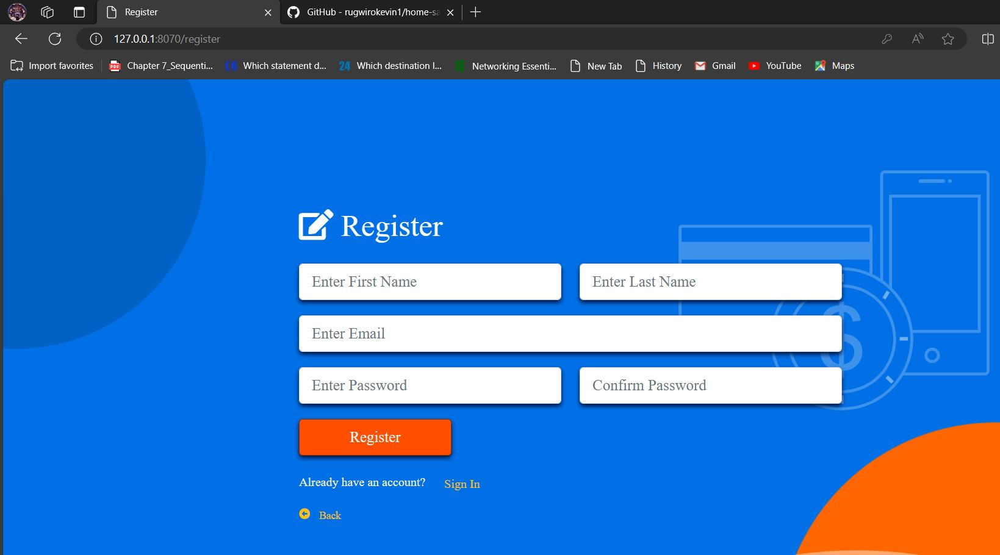 Register
GitHub - rugwirokevin1/home-sa
127.0.0.1:8070/register
Import favorites
PDF
Chapter 7_Sequenti...
Which statement d...
24
Which destination I...
Networking Essenti...
New Tab
History
Gmail
YouTube
Maps
Register
Enter First Name
Enter Last Name
Enter Email
Enter Password
Confirm Password
$
Register
Already have an account?
Sign In
Back